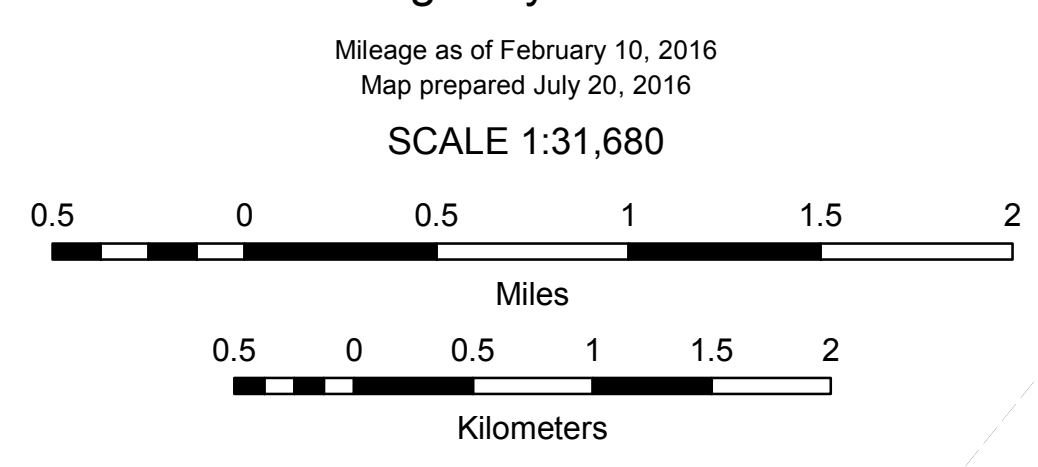 Mileage as of February 10, 2016
Map prepared July 20, 2016
SCALE 1:31,680
0.5 0 0.5 1 1.5 2
Miles
0.5 0 0.5 1 1.5 2
Kilometers